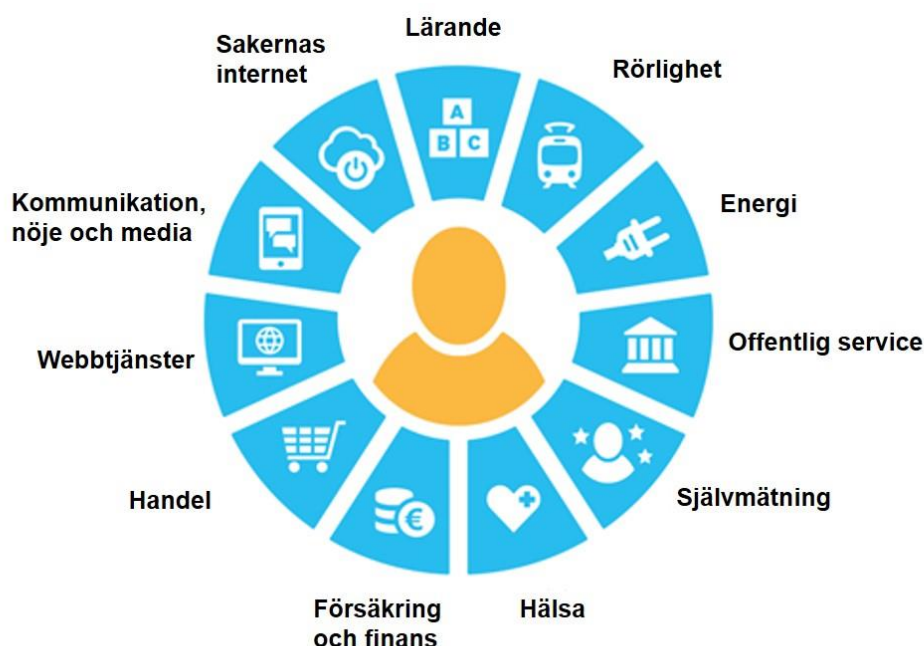 Lärande
Sakernas
internet
Rörlighet
Kommunikation,
nöje och media
Energi
Webbtjänster
Offentlig service
Handel
Självmätning
Försäkring
och finans
Hälsa
A
B C
€